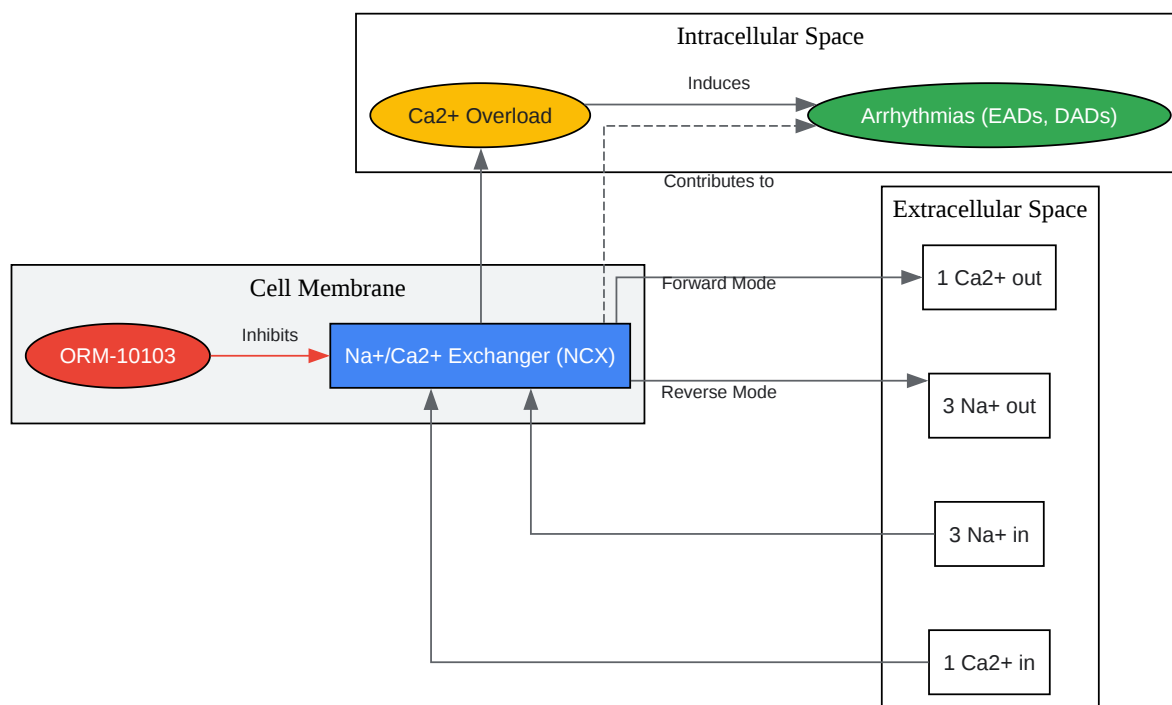 Intracellular Space
Induces
Ca2+ Overload
Arrhythmias (EADs, DADs)
Contributes to
Extracellular Space
1 Ca2+ out
Forward Mode
Cell Membrane
Inhibits
ORM-10103
Na+/Ca2+ Exchanger (NCX)
Reverse Mode
3 Na+ out
3 Na+ in
1 Ca2+ in